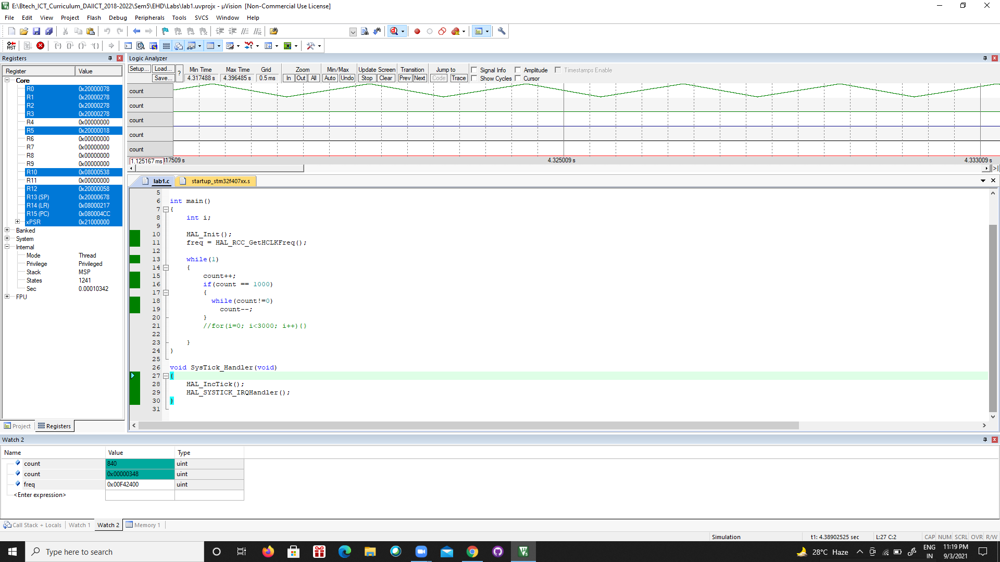 E:\Btech_ICT_Curriculum_DAIICT_2018-2022\Sem5\EHD\Labs\lab1.uvprojx - µVision [Non-Commercial Use License]
File Edit View Project Flash Debug Peripherals Tools SVCS Window Help
Registers
Register Value
Core
R0 0x20000078
R1 0x20000278
R2 0x20000278
R3 0x20000278
R4 0x00000000
R5 0x20000018
R6 0x00000000
R7 0x00000000
R8 0x00000000
R9 0x00000000
R10 0x08000538
R11 0x00000000
R12 0x20000058
R13 (SP) 0x20000678
R14 (LR) 0x08000217
R15 (PC) 0x080004CC
xPSR 0x21000000
Banked
System
Internal
Mode Thread
Privilege Privileged
Stack MSP
States 1241
Sec 0.00010342
FPU
Project Registers
Logic Analyzer
Setup... Load... ? Min Time Max Time Grid Zoom Min/Max Update Screen Transition Jump to Signal Info Amplitude Timestamps Enable
Save... 4.317488 s 4.396485 s 0.5 ms In Out All Auto Undo Stop Clear Prev Next Code Trace Show Cycles Cursor
count
count
count
count
count
1.125167 ms 317509 s 4.325009 s 4.333009 s
lab1.c startup_stm32f407xx.s
5
6 int main()
7 {
8 int i;
9
10 HAL_Init();
11 freq = HAL_RCC_GetHCLKFreq();
12
13 while(1)
14 {
15 count++;
16 if(count == 1000)
17 {
18 while(count!=0)
19 count--;
20 }
21 //for(i=0; i<3000; i++){}
22
23 }
24 }
25
26 void SysTick_Handler(void)
27 {
28 HAL_IncTick();
29 HAL_SYSTICK_IRQHandler();
30 }
31
Watch 2
Name Value Type
count 840 uint
count 0x00000348 uint
freq 0x00F42400 uint
<Enter expression>
Call Stack + Locals Watch 1 Watch 2 Memory 1
Simulation t1: 4.38902525 sec L:27 C:2 CAP NUM SCRL OVR R/W
Type here to search
28°C Haze ENG IN 11:19 PM 9/3/2021